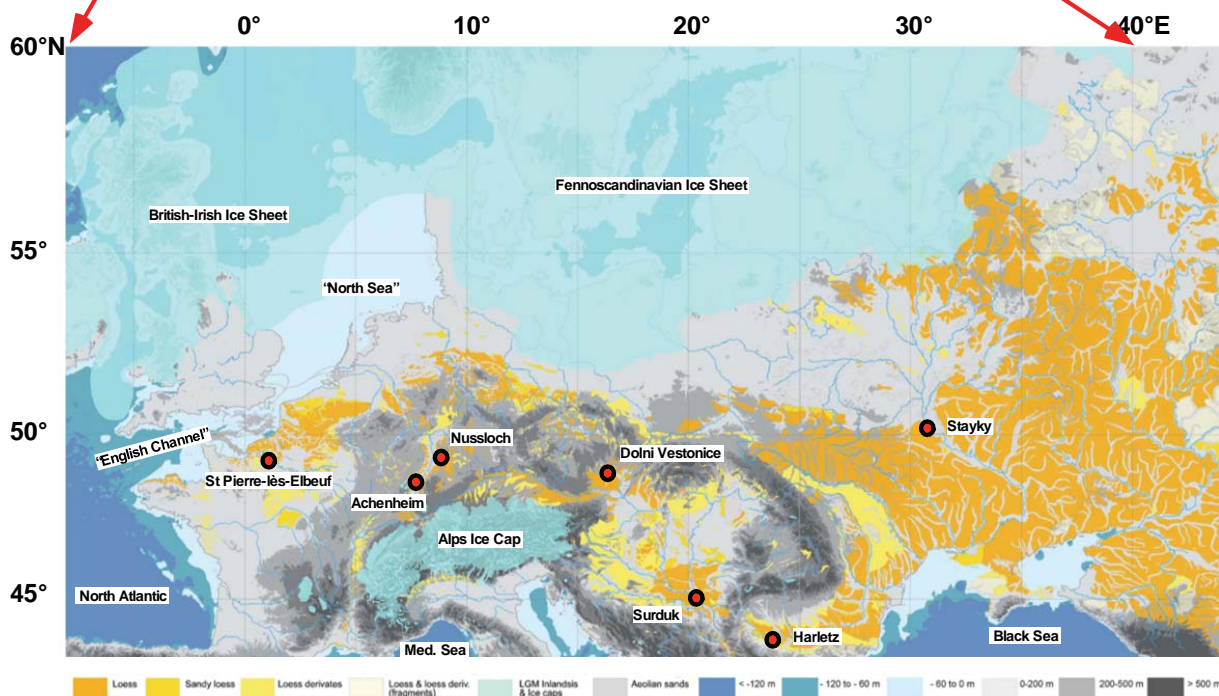 0° 10° 20° 30° 40°E
60°N
Fennoscandinavian Ice Sheet
British-Irish Ice Sheet
55°
“North Sea”
50°
Stayky
Nussloch
"English Channel"
Dolni Vestonice
St Pierre-lès-Elbeuf
Achenheim
Alps Ice Cap
45°
North Atlantic
Surduk
Harletz
Black Sea
Med. Sea
Loess
Sandy loess
Loess derivates
Loess & loess deriv.
(fragments)
LGM Inlandsis
& Ice caps
Aeolian sands
< -120 m
- 120 to - 60 m
- 60 to 0 m
0-200 m
200-500 m
> 500 m